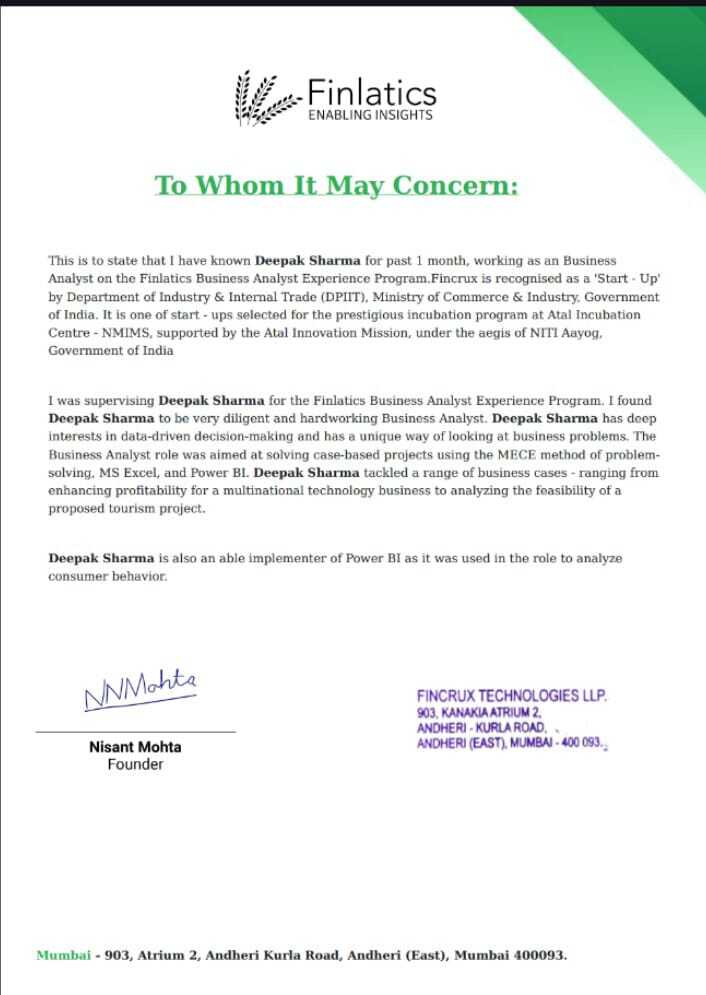 Finlatics
ENABLING INSIGHTS
To Whom It May Concern:
This is to state that I have known Deepak Sharma for past 1 month, working as an Business
Analyst on the Finlatics Business Analyst Experience Program.Fincrux is recognised as a 'Start - Up'
by Department of Industry & Internal Trade (DPIIT), Ministry of Commerce & Industry, Government
of India. It is one of start - ups selected for the prestigious incubation program at Atal Incubation
Centre - NMIMS, supported by the Atal Innovation Mission, under the aegis of NITI Aayog,
Government of India
I was supervising Deepak Sharma for the Finlatics Business Analyst Experience Program. I found
Deepak Sharma to be very diligent and hardworking Business Analyst. Deepak Sharma has deep
interests in data-driven decision-making and has a unique way of looking at business problems. The
Business Analyst role was aimed at solving case-based projects using the MECE method of problem-
solving, MS Excel, and Power BI. Deepak Sharma tackled a range of business cases - ranging from
enhancing profitability for a multinational technology business to analyzing the feasibility of a
proposed tourism project.
Deepak Sharma is also an able implementer of Power BI as it was used in the role to analyze
consumer behavior.
NNMohta
Nisant Mohta
Founder
FINCRUX TECHNOLOGIES LLP.
903, KANAKIA ATRIUM 2,
ANDHERI - KURLA ROAD,
ANDHERI (EAST), MUMBAI - 400 093.
Mumbai - 903, Atrium 2, Andheri Kurla Road, Andheri (East), Mumbai 400093.